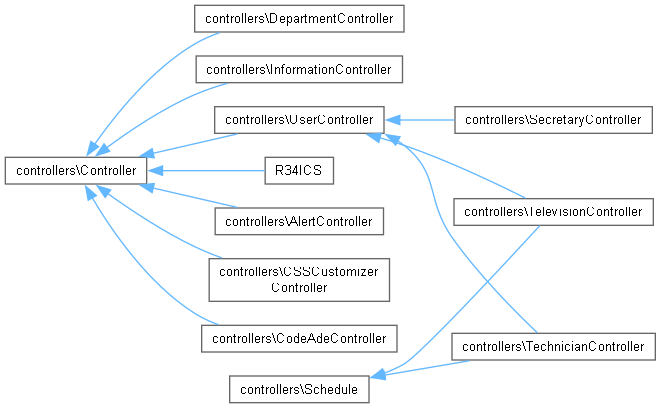 controllers\DepartmentController
controllers\InformationController
controllers\UserController
controllers\SecretaryController
controllers\Controller
R34ICS
controllers\AlertController
controllers\TelevisionController
controllers\CSSCustomizer
Controller
controllers\CodeAdeController
controllers\TechnicianController
controllers\Schedule